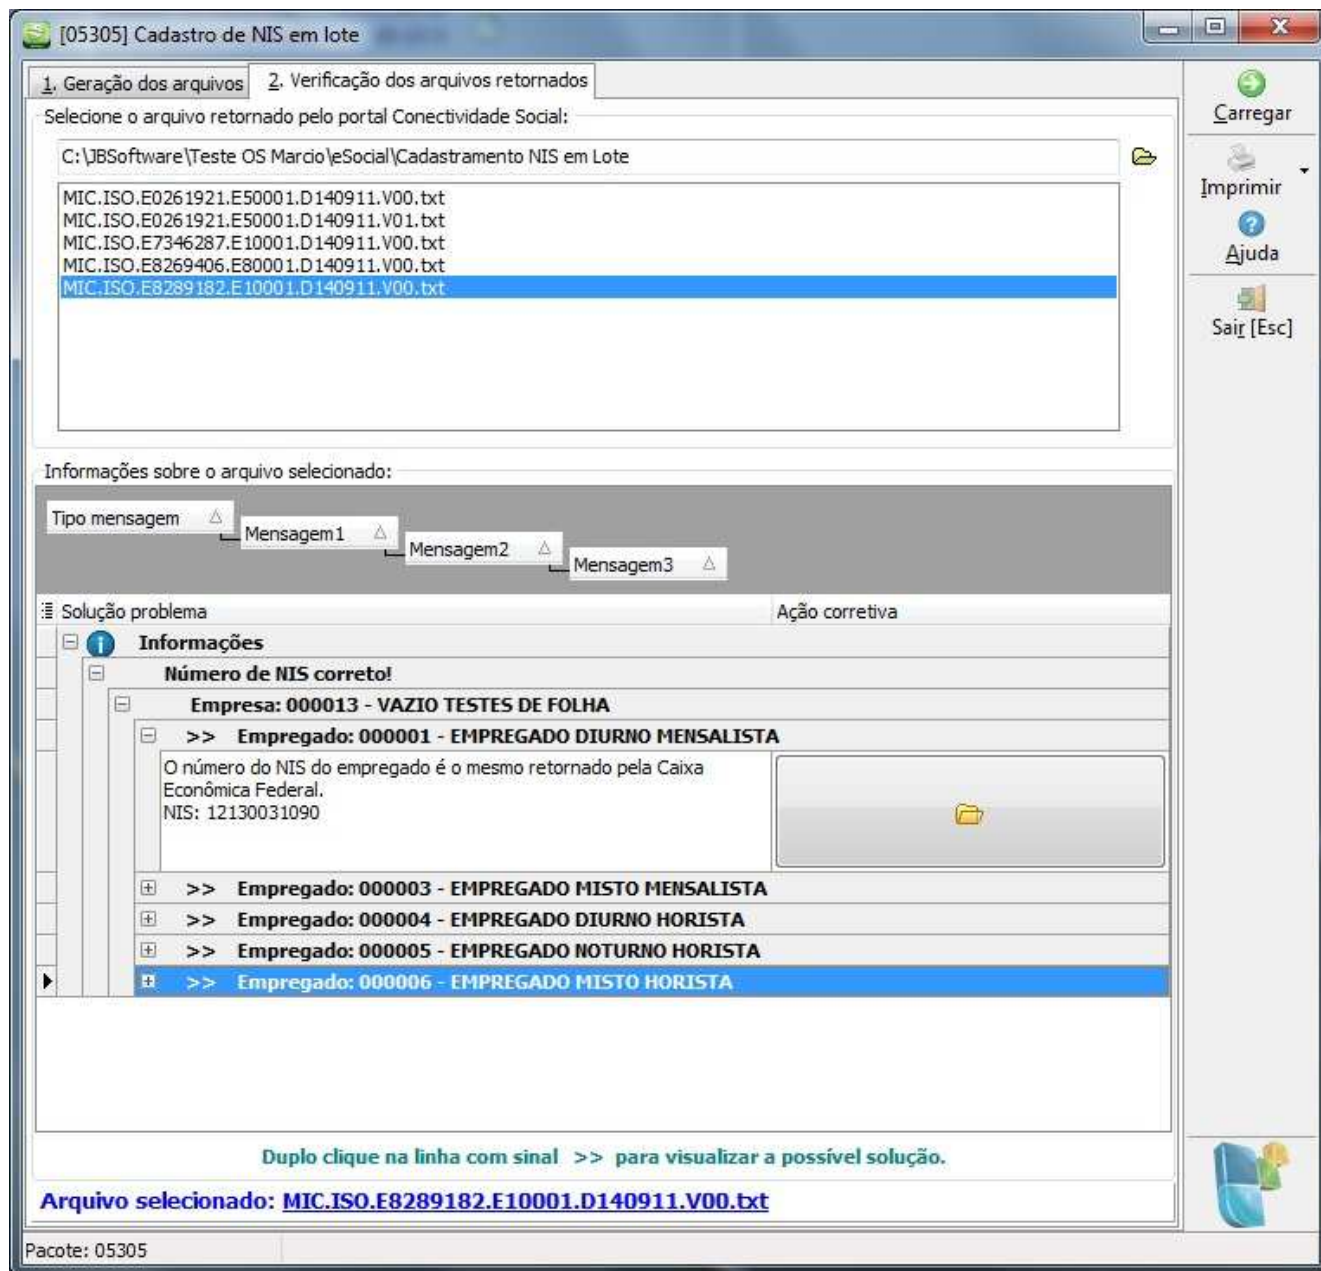 [05305] Cadastro de NIS em lote
1. Geração dos arquivos
2. Verificação dos arquivos retornados
Selecione o arquivo retornado pelo portal Conectividade Social:
C:\JBSoftware\Teste OS Marcio\eSocial\Cadastramento NIS em Lote
MIC.ISO.E0261921.E50001.D140911.V00.txt
MIC.ISO.E0261921.E50001.D140911.V01.txt
MIC.ISO.E7346287.E10001.D140911.V00.txt
MIC.ISO.E8269406.E80001.D140911.V00.txt
MIC.ISO.E8289182.E10001.D140911.V00.txt
Carregar
Imprimir
Ajuda
Sair [Esc]
Informações sobre o arquivo selecionado:
Tipo mensagem
Mensagem1
Mensagem2
Mensagem3
Solução problema Ação corretiva
Informações
Número de NIS correto!
Empresa: 000013 - VAZIO TESTES DE FOLHA
>> Empregado: 000001 - EMPREGADO DIURNO MENSALISTA
O número do NIS do empregado é o mesmo retornado pela Caixa
Econômica Federal.
NIS: 12130031090
>> Empregado: 000003 - EMPREGADO MISTO MENSALISTA
>> Empregado: 000004 - EMPREGADO DIURNO HORISTA
>> Empregado: 000005 - EMPREGADO NOTURNO HORISTA
>> Empregado: 000006 - EMPREGADO MISTO HORISTA
Duplo clique na linha com sinal >> para visualizar a possível solução.
Arquivo selecionado: MIC.ISO.E8289182.E10001.D140911.V00.txt
Pacote: 05305